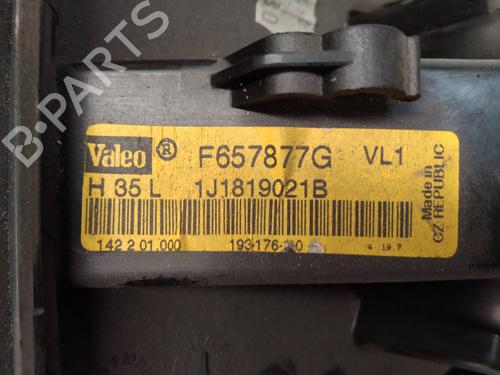 Valeo ® F657877G VL1
H 35 L 1J1819021B
142 2 01.000
Made in
CZ REPUBLIC
B-PARTS